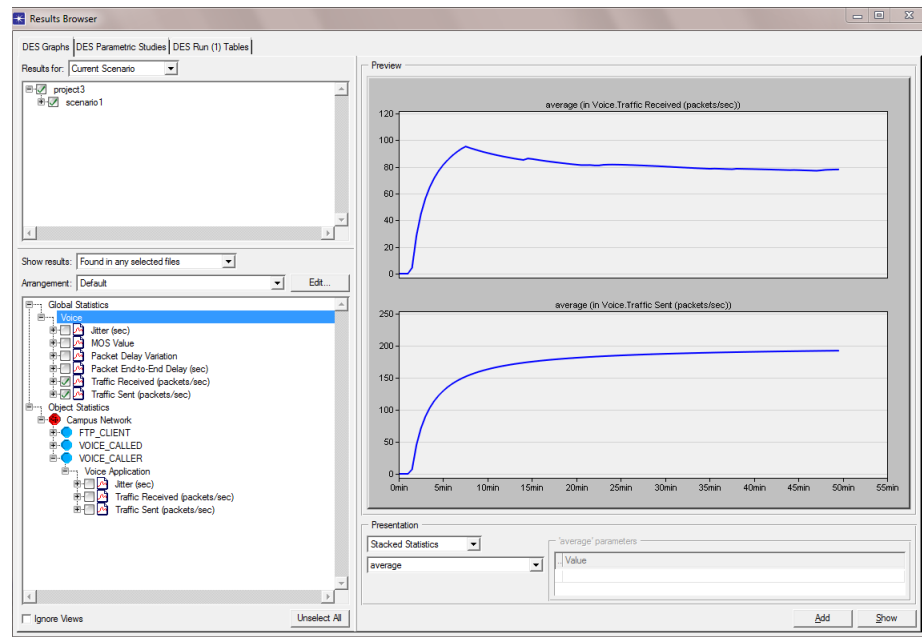 Results Browser
DES Graphs DES Parametric Studies DES Run (1) Tables
Results for: Current Scenario
project3
scenario1
Show results: Found in any selected files
Arrangement: Default Edit...
Global Statistics
Voice
Jitter (sec)
MOS Value
Packet Delay Variation
Packet End-to-End Delay (sec)
Traffic Received (packets/sec)
Traffic Sent (packets/sec)
Object Statistics
Campus Network
FTP_CLIENT
VOICE_CALLED
VOICE_CALLER
Voice Application
Jitter (sec)
Traffic Received (packets/sec)
Traffic Sent (packets/sec)
Ignore Views Unselect All
Preview
average (in Voice.Traffic Received (packets/sec))
120
100
80
60
40
20
0
average (in Voice.Traffic Sent (packets/sec))
250
200
150
100
50
0
0min 5min 10min 15min 20min 25min 30min 35min 40min 45min 50min 55min
Presentation
Stacked Statistics
average
'average' parameters
... Value
Add Show